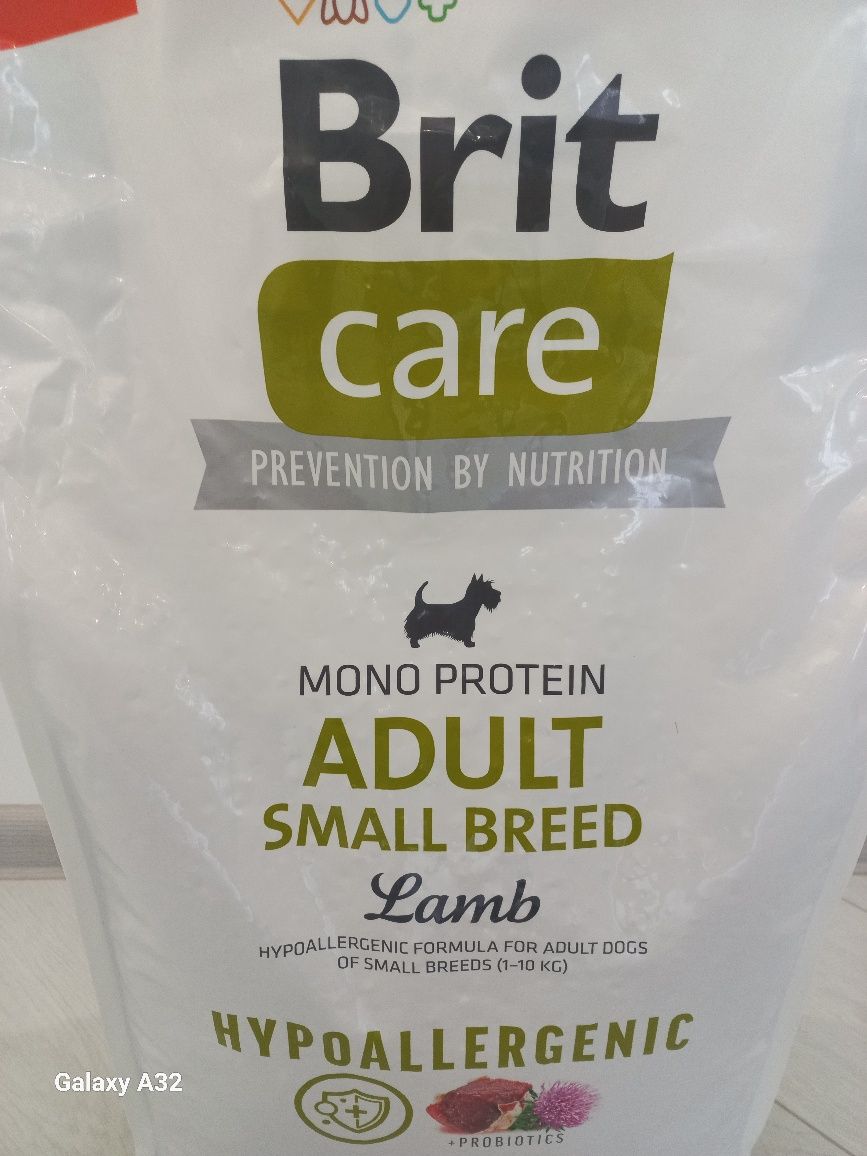 Brit
care
PREVENTION BY NUTRITION
MONO PROTEIN
ADULT
SMALL BREED
Lamb
HYPOALLERGENIC FORMULA FOR ADULT DOGS
OF SMALL BREEDS (1-10 KG)
HYPOALLERGENIC
+PROBIOTICS
Galaxy A32